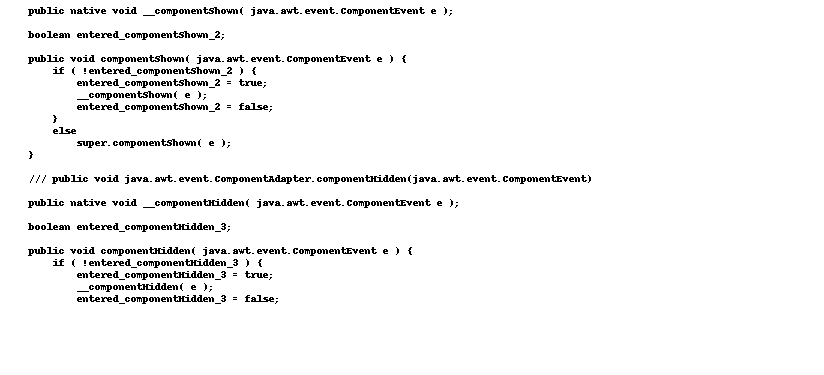 public native void __componentShown( java.awt.event.ComponentEvent e );
boolean entered_componentShown_2;
public void componentShown( java.awt.event.ComponentEvent e ) {
if ( !entered_componentShown_2 ) {
entered_componentShown_2 = true;
__componentShown( e );
entered_componentShown_2 = false;
}
else
super.componentShown( e );
}
/// public void java.awt.event.ComponentAdapter.componentHidden(java.awt.event.ComponentEvent)
public native void __componentHidden( java.awt.event.ComponentEvent e );
boolean entered_componentHidden_3;
public void componentHidden( java.awt.event.ComponentEvent e ) {
if ( !entered_componentHidden_3 ) {
entered_componentHidden_3 = true;
__componentHidden( e );
entered_componentHidden_3 = false;